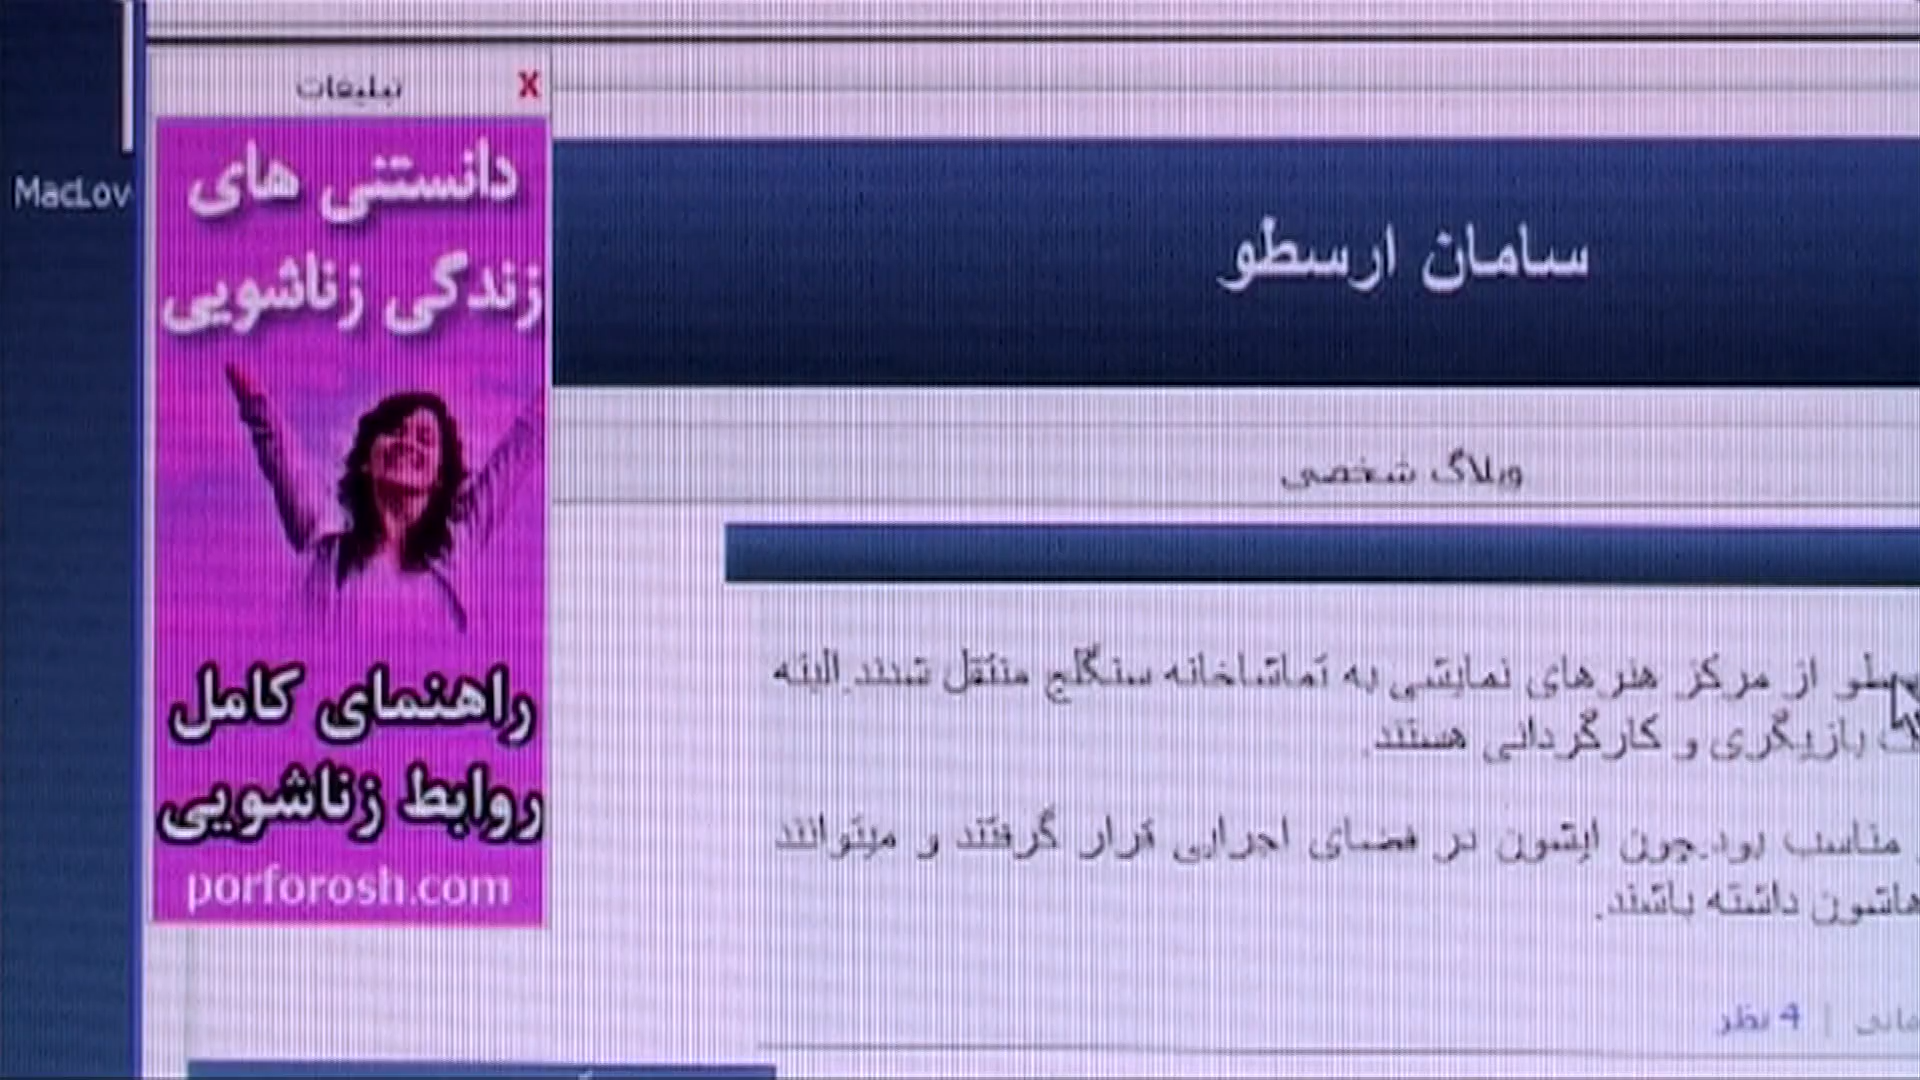 MacLov
تبلیغات X
دانستنی های
زندگی زناشویی
راهنمای کامل
روابط زناشویی
porforosh.com
سامان ارسطو
وبلاگ شخصی
از مرکز هنرهای نمایشی به تماشاخانه سنگلج منتقل شدند.البته
بازیگری و کارگردانی هستند.
مناسب بود.چون ایشون در فضای اجرایی قرار گرفتند و میتوانند
داشته باشند.
4 نظر